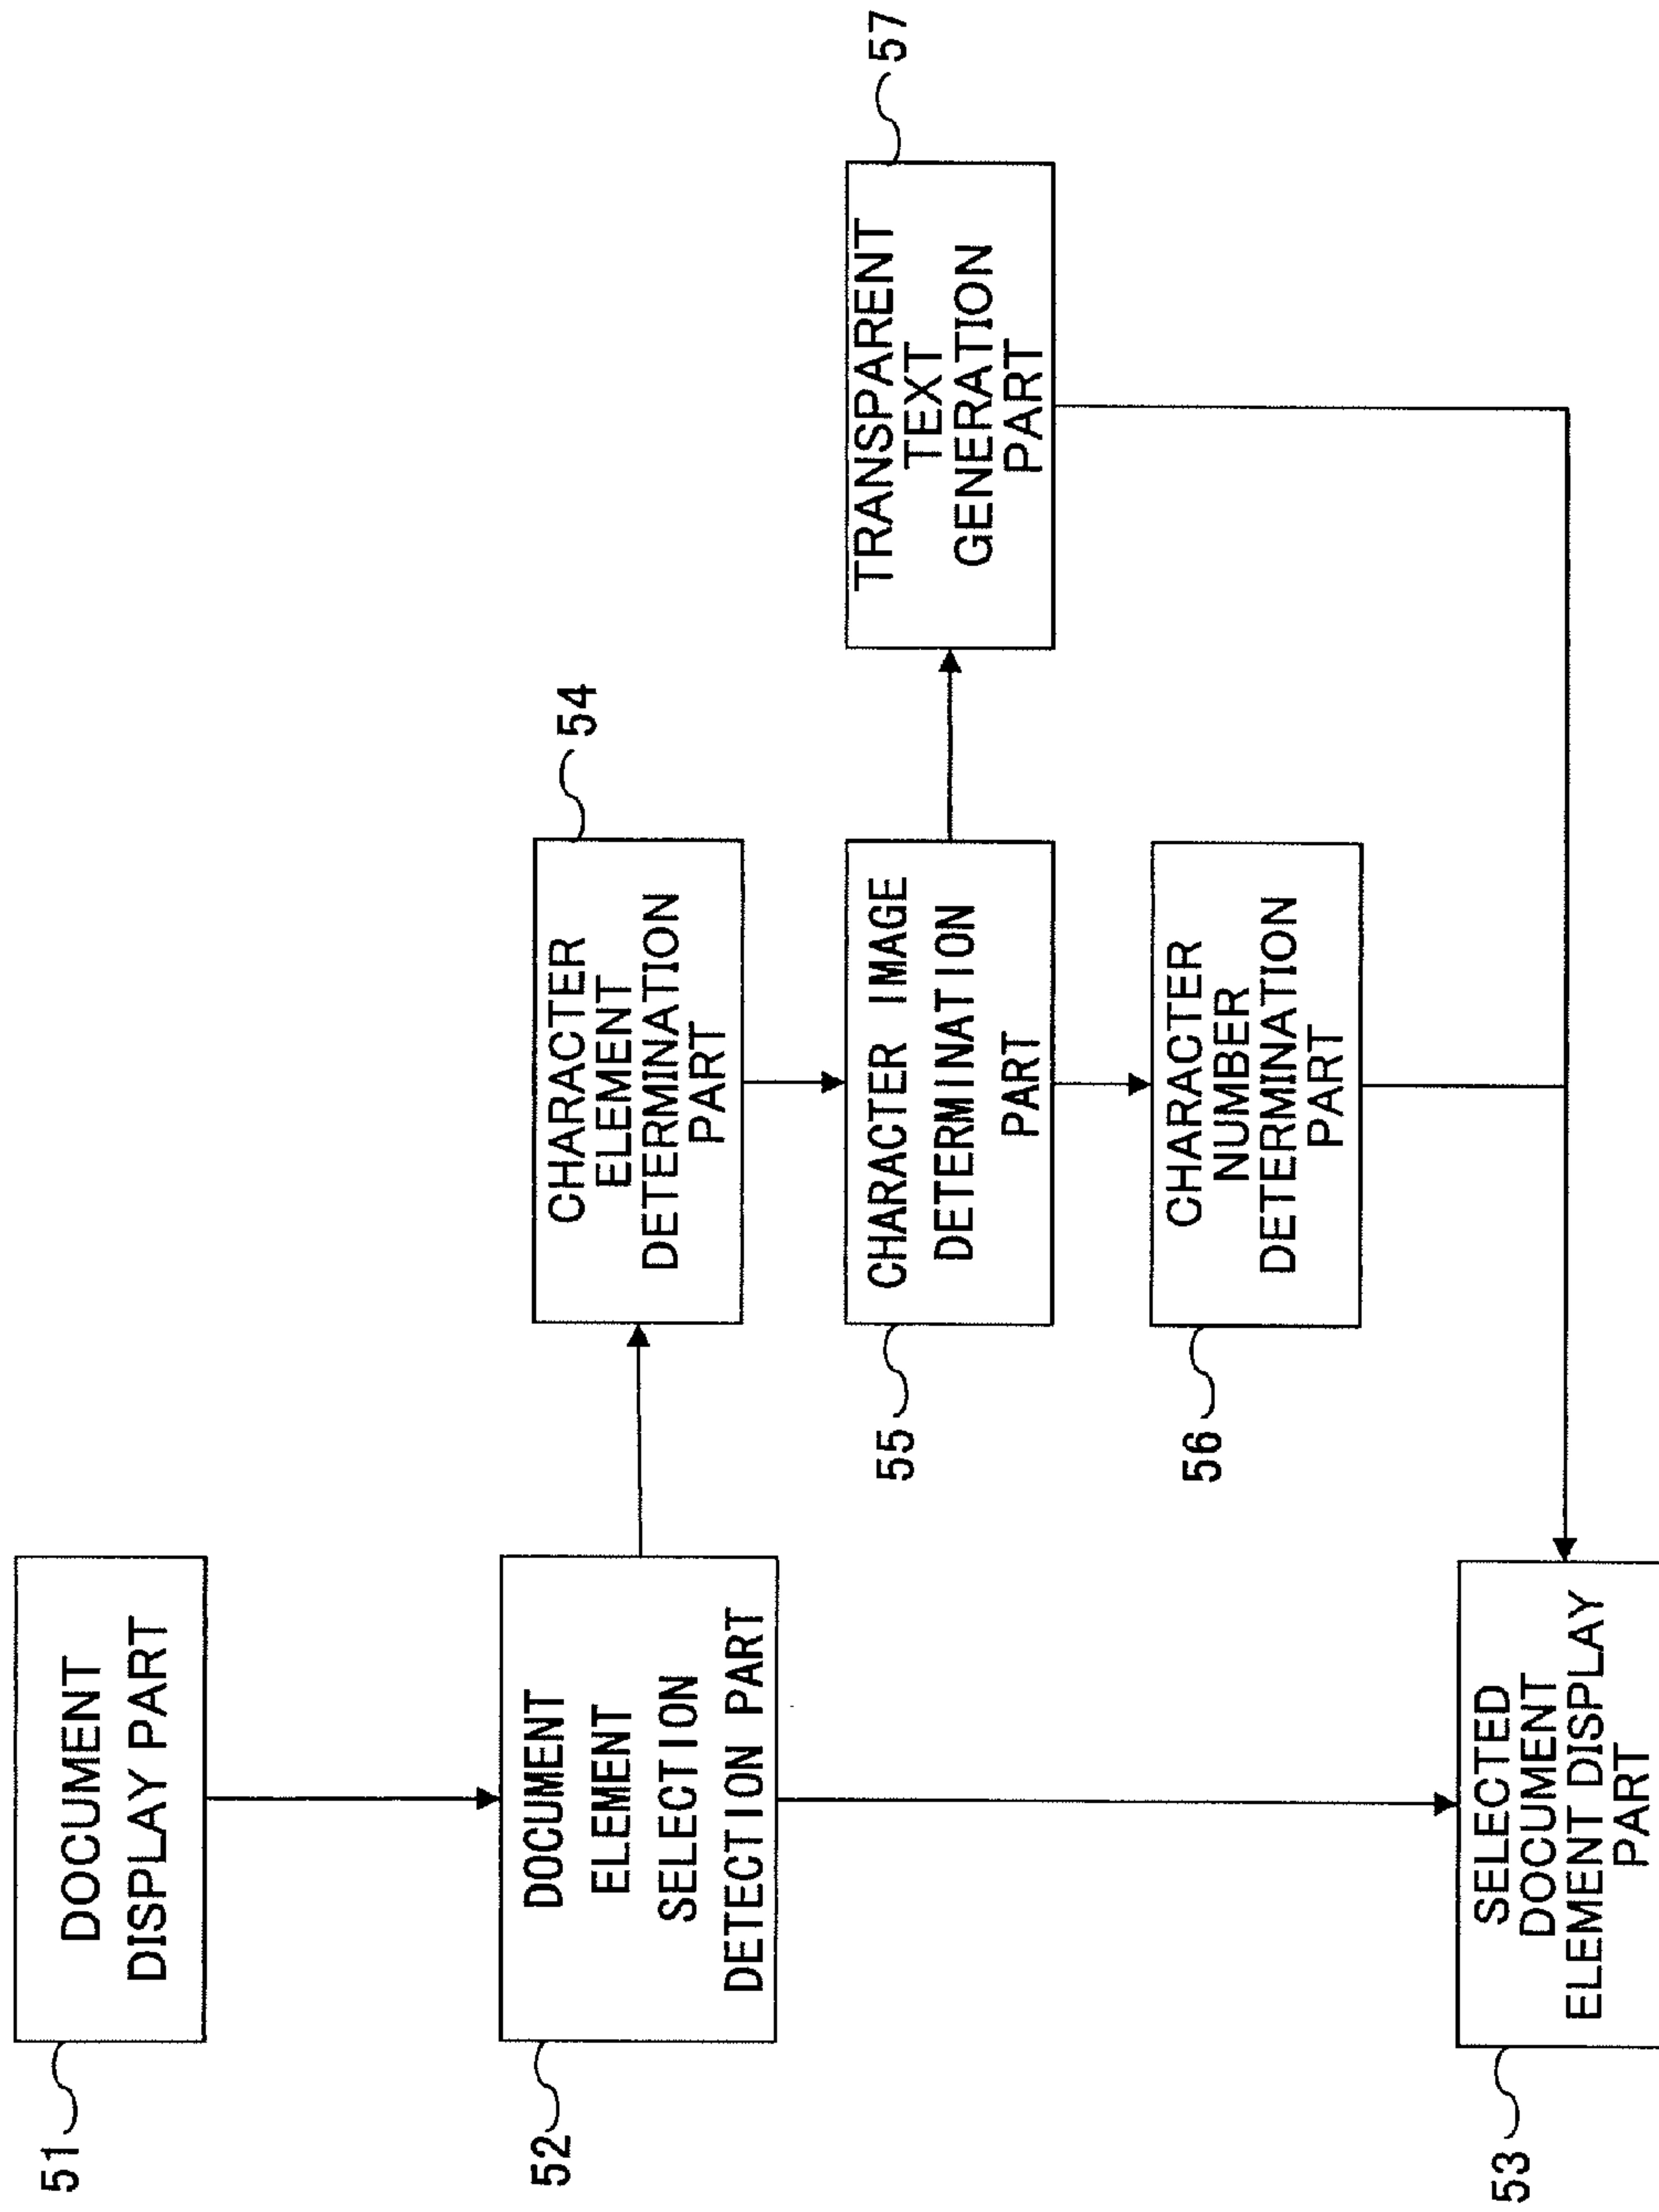 51
DOCUMENT
DISPLAY PART
52
DOCUMENT
ELEMENT
SELECTION
DETECTION PART
54
CHARACTER
ELEMENT
DETERMINATION
PART
55
CHARACTER IMAGE
DETERMINATION
PART
57
TRANSPARENT
TEXT
GENERATION
PART
56
CHARACTER
NUMBER
DETERMINATION
PART
53
SELECTED
DOCUMENT
ELEMENT DISPLAY
PART